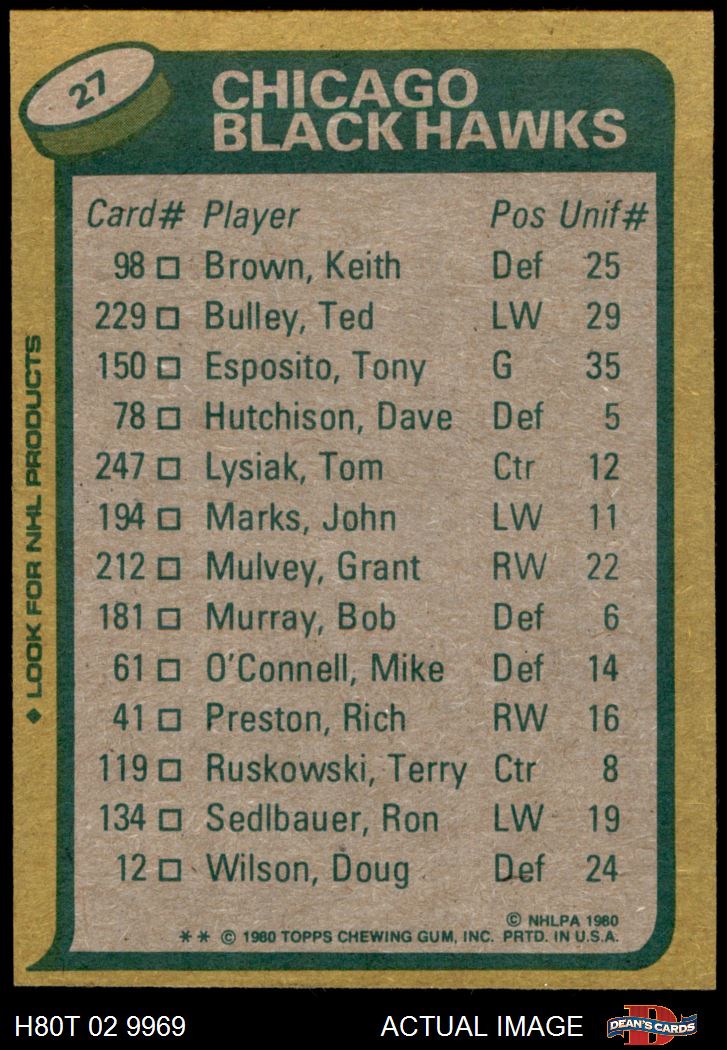 27
CHICAGO
BLACK HAWKS
Card# Player Pos Unif#
98 □ Brown, Keith Def 25
229 □ Bulley, Ted LW 29
150 □ Esposito, Tony G 35
78 □ Hutchison, Dave Def 5
247 □ Lysiak, Tom Ctr 12
194 □ Marks, John LW 11
212 □ Mulvey, Grant RW 22
181 □ Murray, Bob Def 6
61 □ O'Connell, Mike Def 14
41 □ Preston, Rich RW 16
119 □ Ruskowski, Terry Ctr 8
134 □ Sedlbauer, Ron LW 19
12 □ Wilson, Doug Def 24
© NHLPA 1980
** © 1980 TOPPS CHEWING GUM, INC. PRTD. IN U.S.A.
◆ LOOK FOR NHL PRODUCTS
H80T 02 9969 ACTUAL IMAGE D DEAN'S CARDS